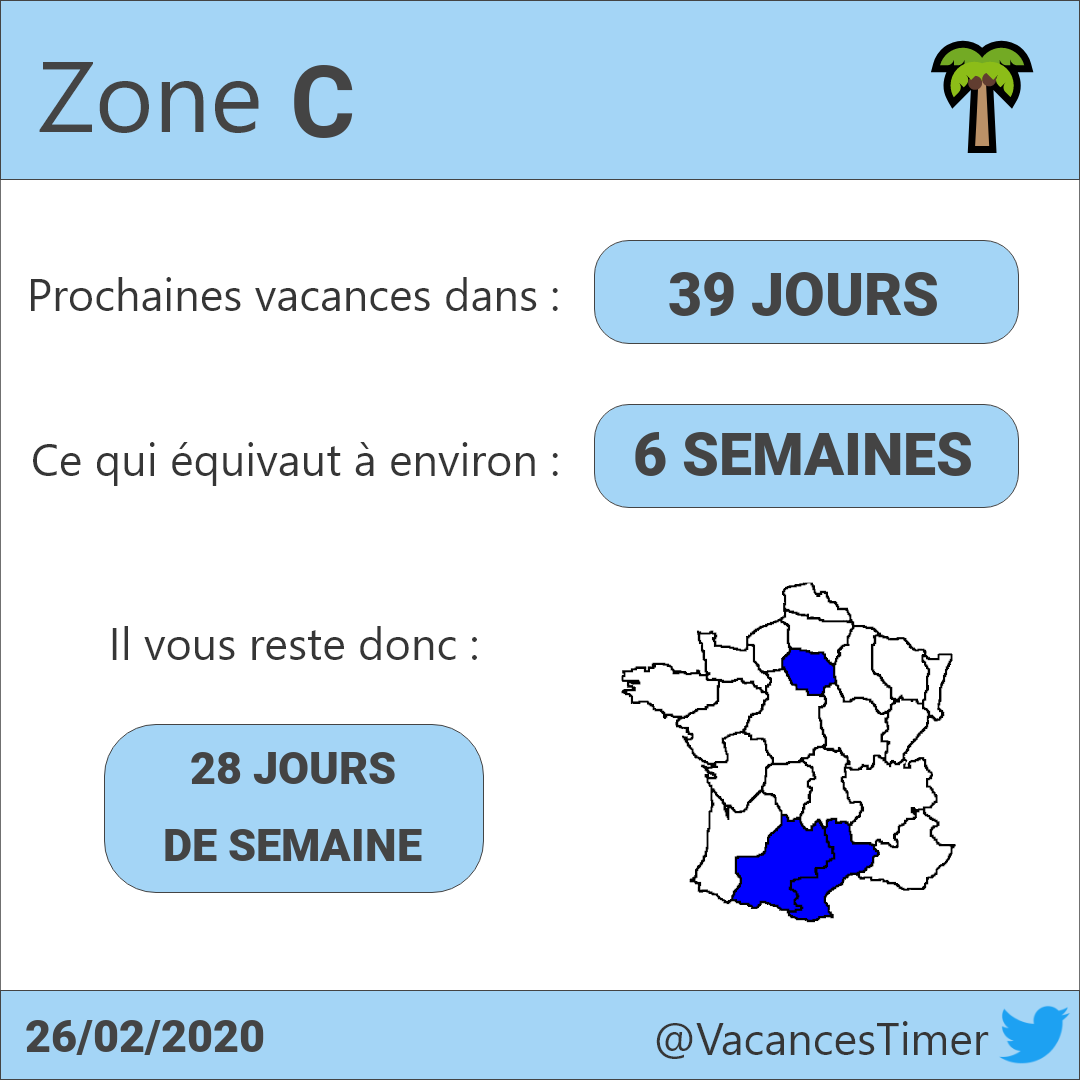 Zone C
Prochaines vacances dans :
39 JOURS
Ce qui équivaut à environ :
6 SEMAINES
Il vous reste donc :
28 JOURS
DE SEMAINE
26/02/2020
@VacancesTimer